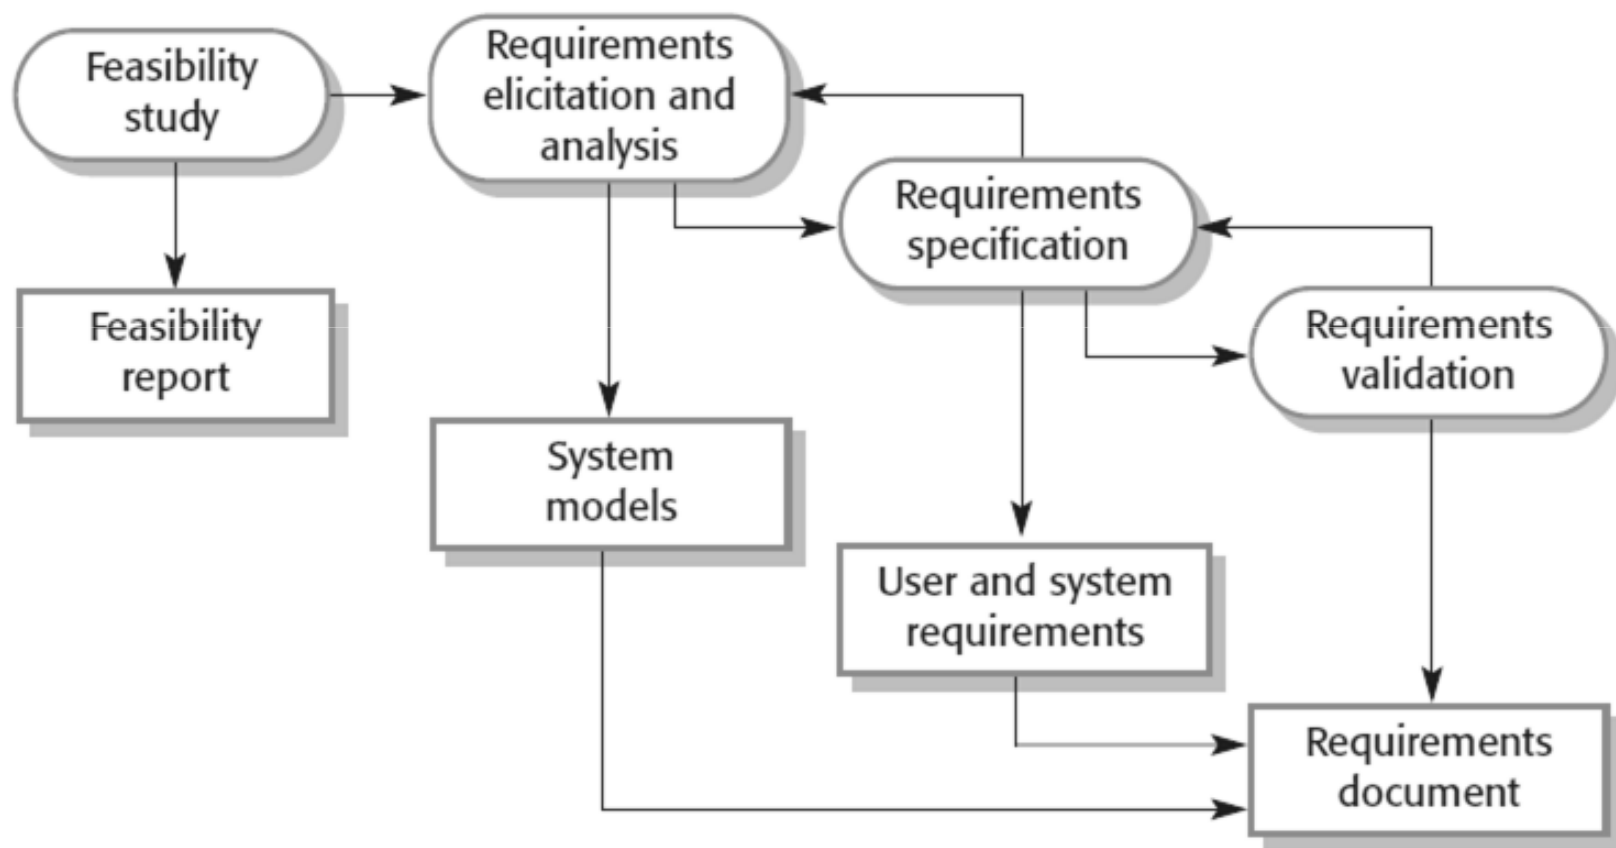 Feasibility
study
Requirements
elicitation and
analysis
Requirements
specification
Requirements
validation
Feasibility
report
System
models
User and system
requirements
Requirements
document